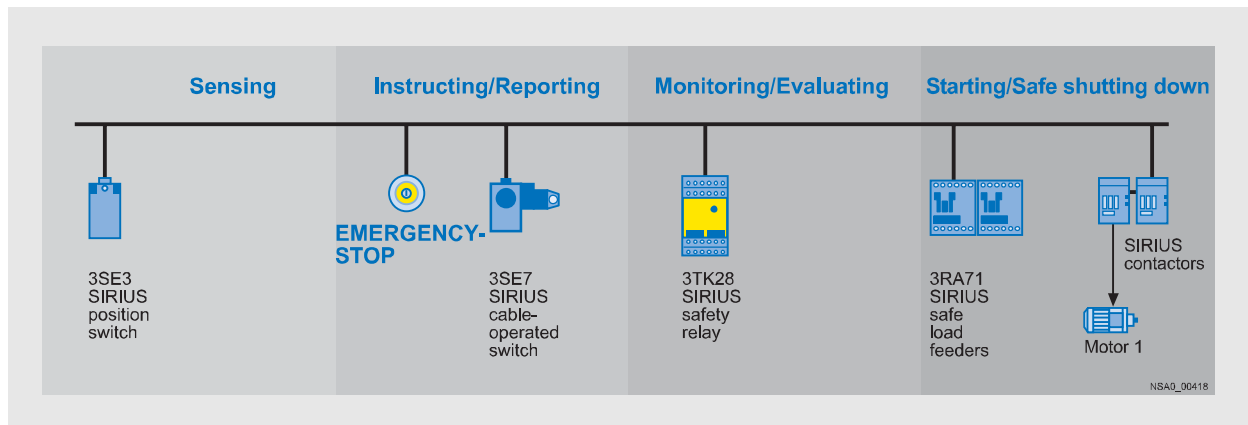 Sensing
Instructing/Reporting
Monitoring/Evaluating
Starting/Safe shutting down
EMERGENCY-
STOP
3SE3
SIRIUS
position
switch
3SE7
SIRIUS
cable-
operated
switch
3TK28
SIRIUS
safety
relay
3RA71
SIRIUS
safe
load
feeders
SIRIUS
contactors
Motor 1
NSA0_00418